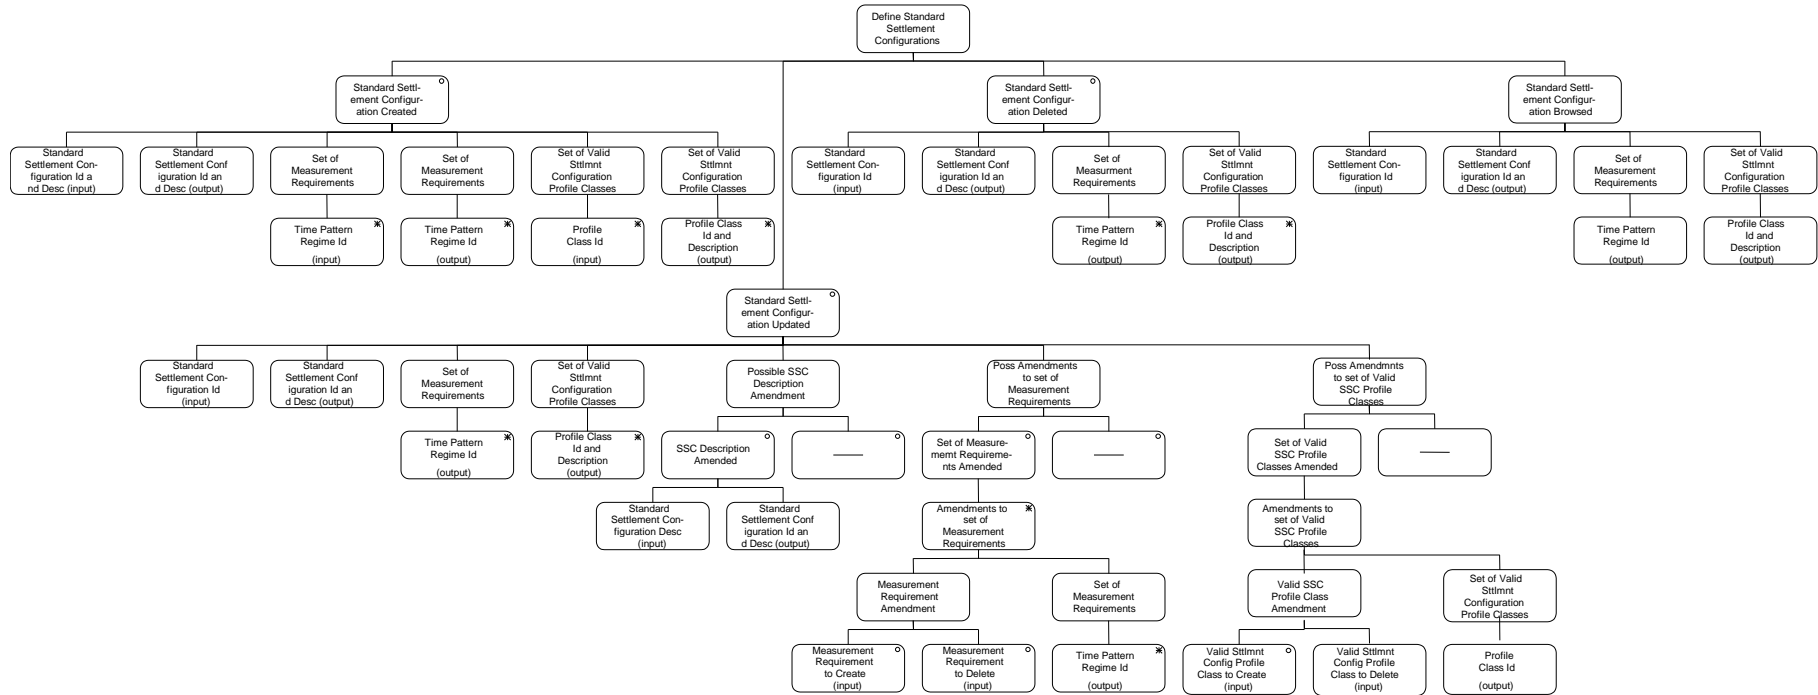 Define Standard
Settlement
Configurations
Standard Settl-
ement Configur-
ation Created
Standard Settl-
ement Configur-
ation Deleted
Standard Settl-
ement Configur-
ation Browsed
Standard
Settlement Con-
figuration Id a
nd Desc (input)
Standard
Settlement Conf
iguration Id an
d Desc (output)
Set of
Measurement
Requirements
Set of
Measurement
Requirements
Set of Valid
Sttlmnt
Configuration
Profile Classes
Set of Valid
Sttlmnt
Configuration
Profile Classes
Standard
Settlement Con-
figuration Id
(input)
Standard
Settlement Conf
iguration Id an
d Desc (output)
Set of
Measurment
Requirements
Set of Valid
Sttlmnt
Configuration
Profile Classes
Standard
Settlement Con-
figuration Id
(input)
Standard
Settlement Conf
iguration Id an
d Desc (output)
Set of
Measurement
Requirements
Set of Valid
Sttlmnt
Configuration
Profile Classes
Time Pattern
Regime Id
(input)
Time Pattern
Regime Id
(output)
Profile
Class Id
(input)
Profile Class
Id and
Description
(output)
Time Pattern
Regime Id
(output)
Profile Class
Id and
Description
(output)
Time Pattern
Regime Id
(output)
Profile Class
Id and
Description
(output)
Standard Settl-
ement Configur-
ation Updated
Standard
Settlement Con-
figuration Id
(input)
Standard
Settlement Conf
iguration Id an
d Desc (output)
Set of
Measurement
Requirements
Set of Valid
Sttlmnt
Configuration
Profile Classes
Possible SSC
Description
Amendment
Poss Amendments
to set of
Measurement
Requirements
Poss Amendmnts
to set of Valid
SSC Profile
Classes
Time Pattern
Regime Id
(output)
Profile Class
Id and
Description
(output)
SSC Description
Amended
Set of Measure-
memt Requireme-
nts Amended
Set of Valid
SSC Profile
Classes Amended
Standard
Settlement Con-
figuration Desc
(input)
Standard
Settlement Conf
iguration Id an
d Desc (output)
Amendments to
set of
Measurement
Requirements
Amendments to
set of Valid
SSC Profile
Classes
Measurement
Requirement
Amendment
Set of
Measurement
Requirements
Valid SSC
Profile Class
Amendment
Set of Valid
Sttlmnt
Configuration
Profile Classes
Measurement
Requirement
to Create
(input)
Measurement
Requirement
to Delete
(input)
Time Pattern
Regime Id
(output)
Valid Sttlmnt
Config Profile
Class to Create
(input)
Valid Sttlmnt
Config Profile
Class to Delete
(input)
Profile
Class Id
(output)